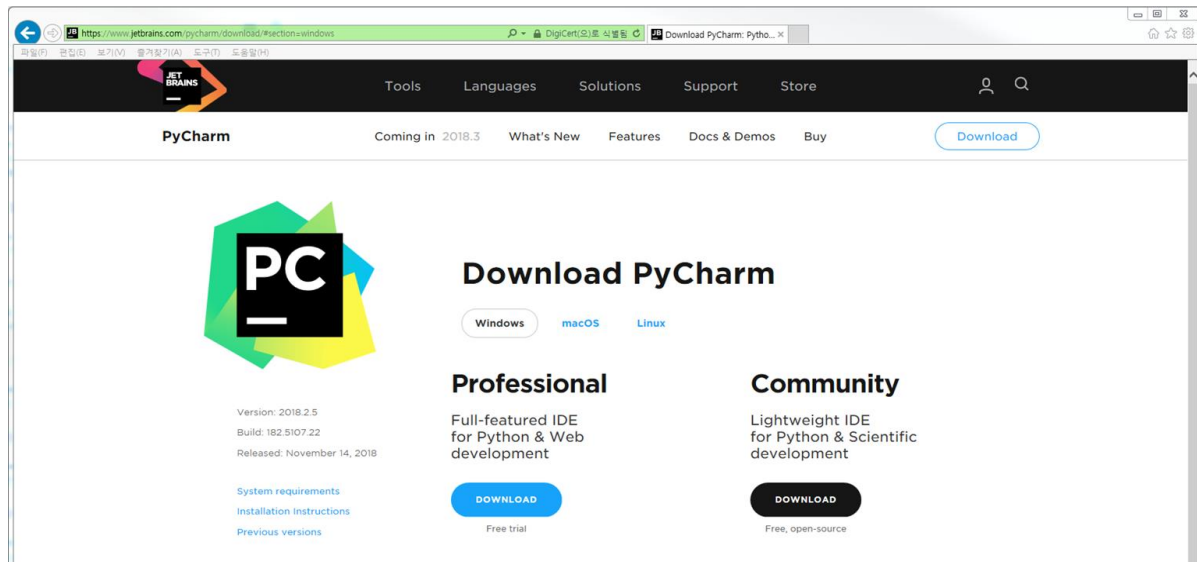 https://www.jetbrains.com/pycharm/download/#section=windows
DigiCert(으)로 식별됨
Download PyCharm: Pytho...
파일(F) 편집(E) 보기(V) 즐겨찾기(A) 도구(T) 도움말(H)
JET
BRAINS
Tools Languages Solutions Support Store
PyCharm Coming in 2018.3 What's New Features Docs & Demos Buy Download
PC
Download PyCharm
Windows macOS Linux
Professional
Full-featured IDE
for Python & Web
development
DOWNLOAD
Free trial
Community
Lightweight IDE
for Python & Scientific
development
DOWNLOAD
Free, open-source
Version: 2018.2.5
Build: 182.5107.22
Released: November 14, 2018
System requirements
Installation Instructions
Previous versions